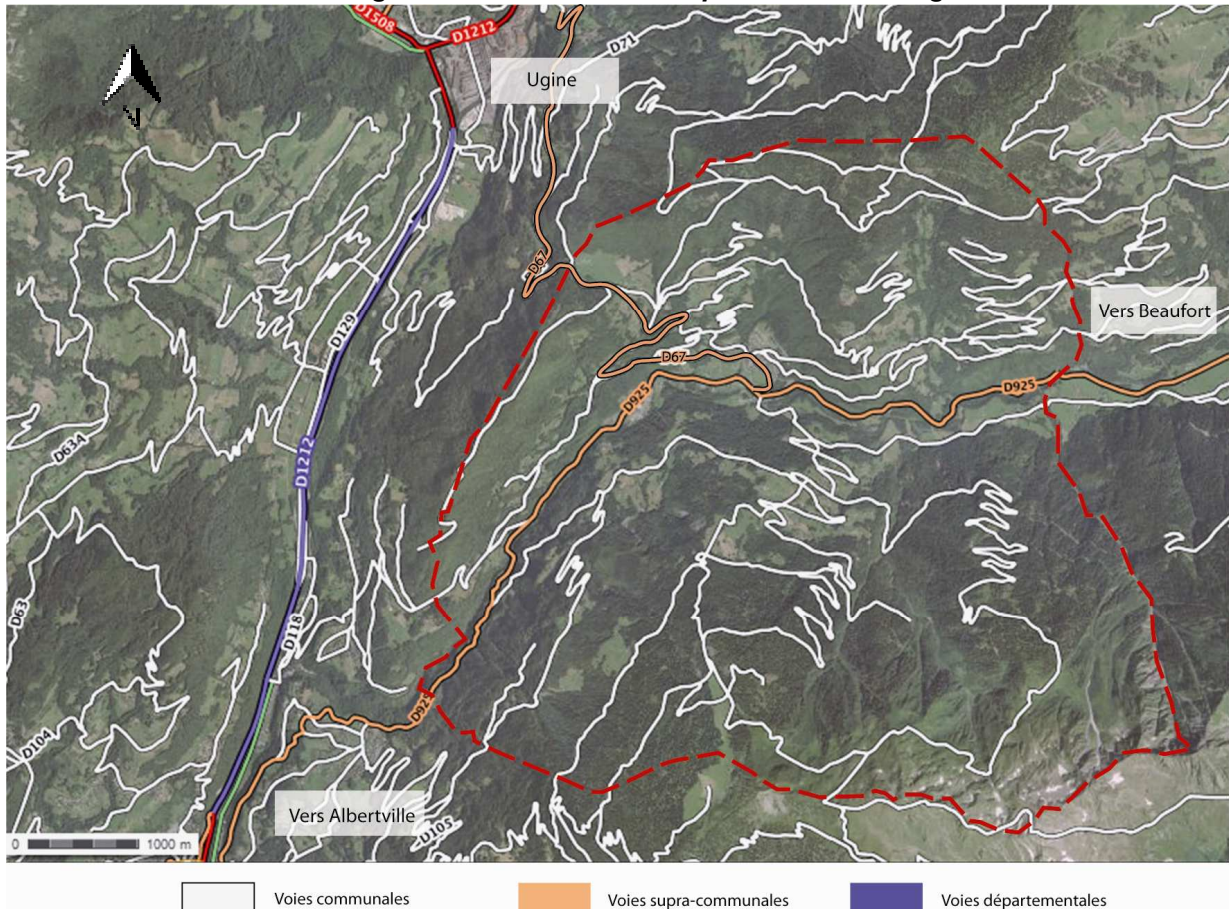 D1508
D1212
D71
Ugine
N
D67
D129
Vers Beaufort
D67
D925
D925
D63A
D1212
D63
D118
D925
D104
Vers Albertville
D105
0 1000 m
Voies communales
Voies supra-communales
Voies départementales